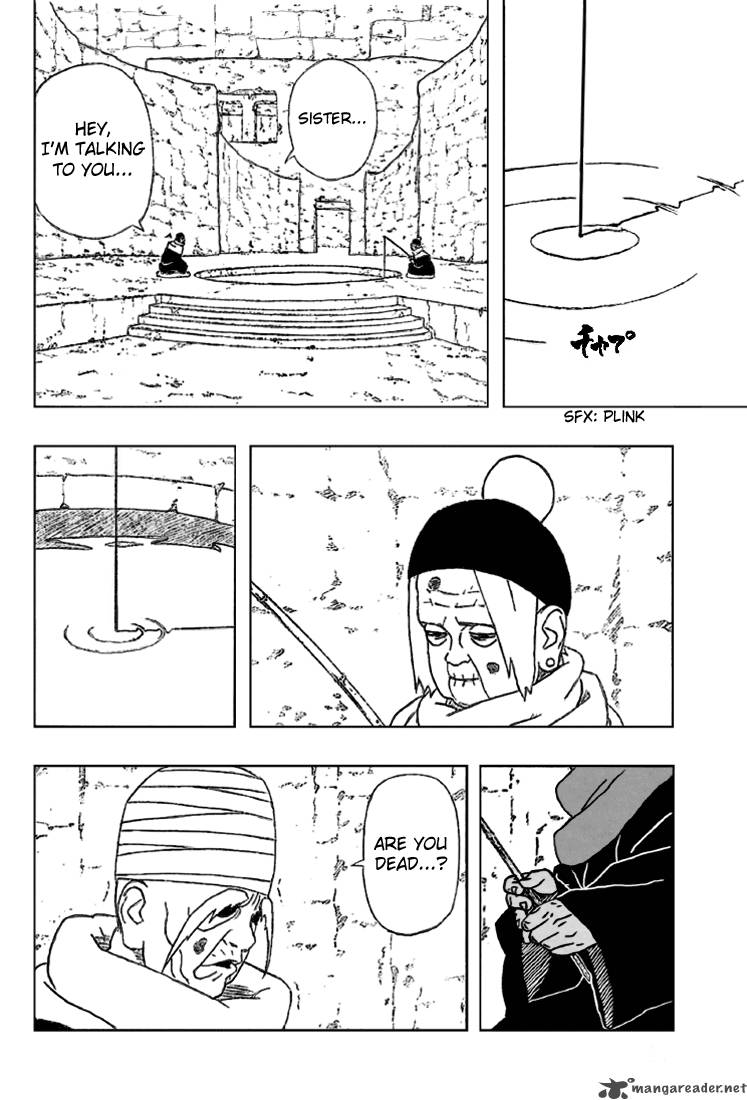 HEY,
I'M TALKING
TO YOU...
SISTER...
チャプ
SFX: PLINK
ARE YOU
DEAD...?
mangareader.net